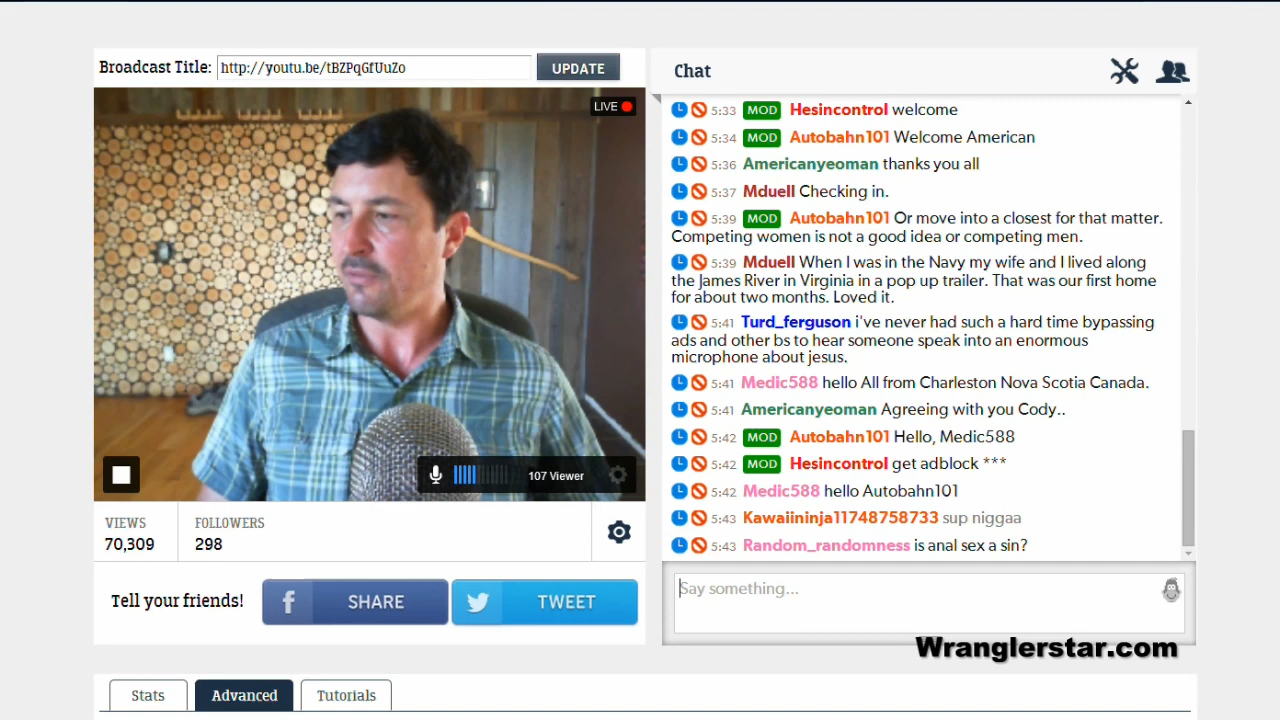 Broadcast Title: http://youtu.be/tBZPqGfUuZo UPDATE
LIVE
107 Viewer
VIEWS
70,309
FOLLOWERS
298
Tell your friends! f SHARE TWEET
Chat
5:33 MOD Hesincontrol welcome
5:34 MOD Autobahn101 Welcome American
5:36 Americanyeoman thanks you all
5:37 Mduell Checking in.
5:39 MOD Autobahn101 Or move into a closest for that matter.
Competing women is not a good idea or competing men.
5:39 Mduell When I was in the Navy my wife and I lived along
the James River in Virginia in a pop up trailer. That was our first home
for about two months. Loved it.
5:41 Turd_ferguson i've never had such a hard time bypassing
ads and other bs to hear someone speak into an enormous
microphone about jesus.
5:41 Medic588 hello All from Charleston Nova Scotia Canada.
5:41 Americanyeoman Agreeing with you Cody..
5:42 MOD Autobahn101 Hello, Medic588
5:42 MOD Hesincontrol get adblock ***
5:42 Medic588 hello Autobahn101
5:43 Kawaiininja11748758733 sup niggaa
5:43 Random_randomness is anal sex a sin?
Say something...
Wranglerstar.com
Stats Advanced Tutorials